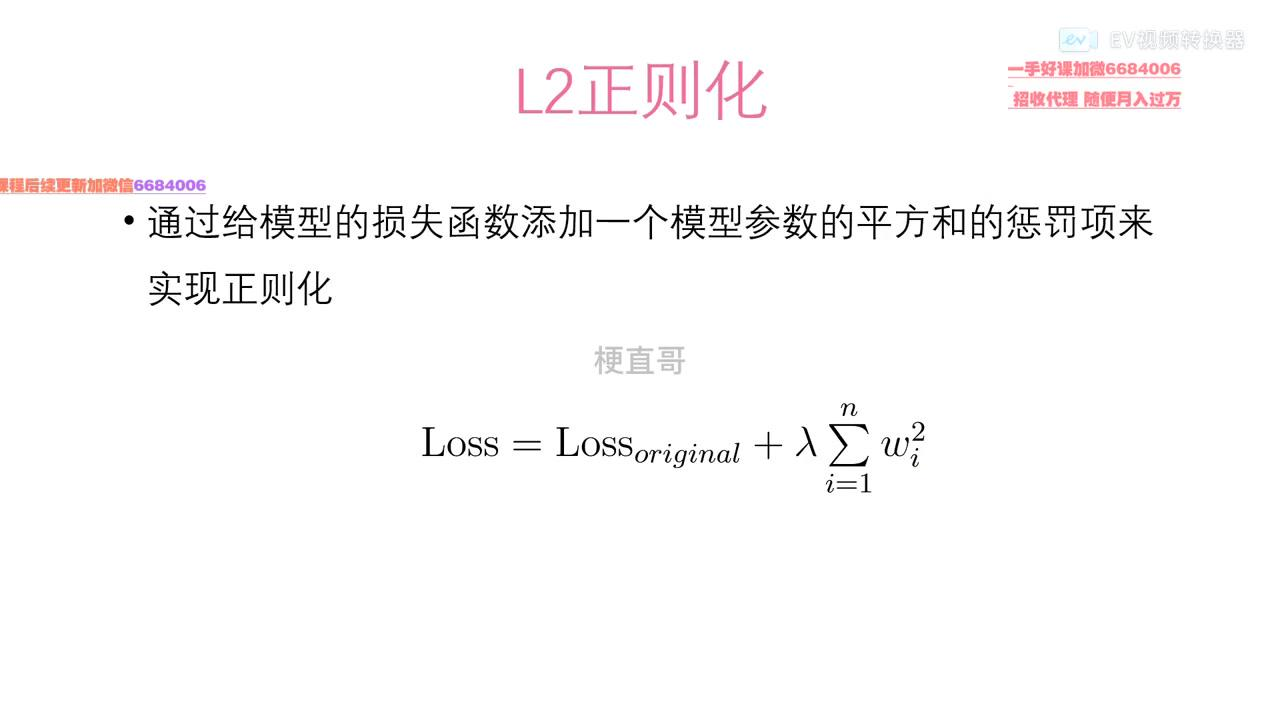 EV视频转换器
一手好课加微6684006
L2正则化
招收代理 随便月入过万
课程后续更新加微信6684006
• 通过给模型的损失函数添加一个模型参数的平方和的惩罚项来
实现正则化
梗直哥
Loss = Loss_{original} + λ \sum_{i=1}^{n} w_i^2